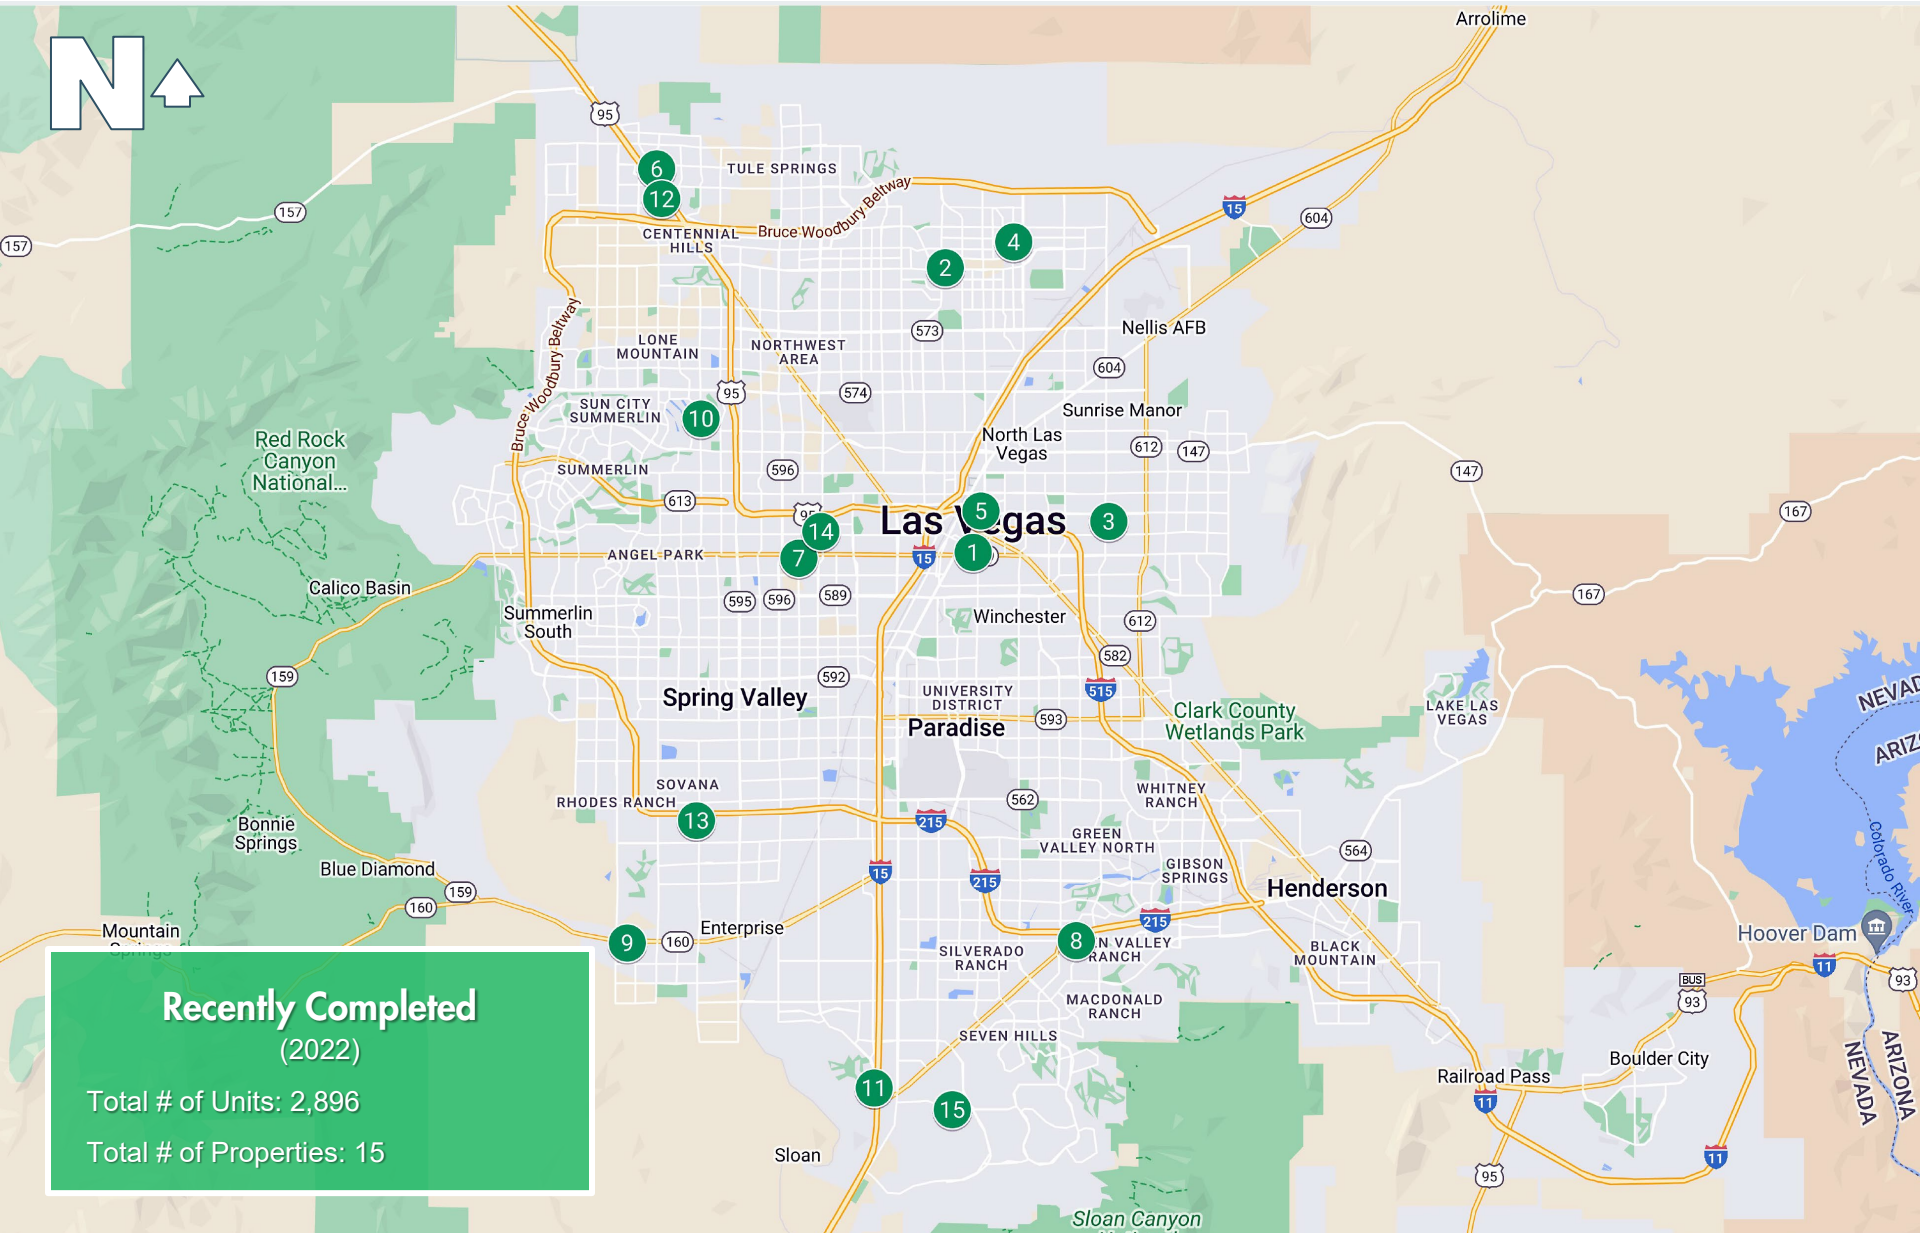 Arrolime
N
95
6
TULE SPRINGS
12
157
157
Bruce Woodbury Beltway
15
604
CENTENNIAL
HILLS
4
2
Bruce Woodbury Beltway
573
Nellis AFB
LONE
MOUNTAIN
NORTHWEST
AREA
604
95
574
SUN CITY
SUMMERLIN
10
Sunrise Manor
Red Rock
Canyon
National...
North Las
Vegas
612
147
147
SUMMERLIN
596
613
167
95
14
5
Las Vegas
3
ANGEL PARK
7
15
1
Calico Basin
595
596
589
167
Summerlin
South
Winchester
612
582
159
592
515
Spring Valley
UNIVERSITY
DISTRICT
593
Paradise
Clark County
Wetlands Park
LAKE LAS
VEGAS
NEVAD
ARIZ
SOVANA
RHODES RANCH
13
215
562
WHITNEY
RANCH
Bonnie
Springs
GREEN
VALLEY NORTH
564
Colorado River
Blue Diamond
15
215
GIBSON
SPRINGS
Henderson
159
160
Mountain
Springs
9
160
Enterprise
215
8
EN VALLEY
RANCH
SILVERADO
RANCH
BLACK
MOUNTAIN
Hoover Dam
11
93
BUS
93
MACDONALD
RANCH
SEVEN HILLS
Recently Completed
(2022)
Total # of Units: 2,896
Total # of Properties: 15
11
15
Boulder City
Railroad Pass
11
NEVADA
ARIZONA
Sloan
11
95
Sloan Canyon